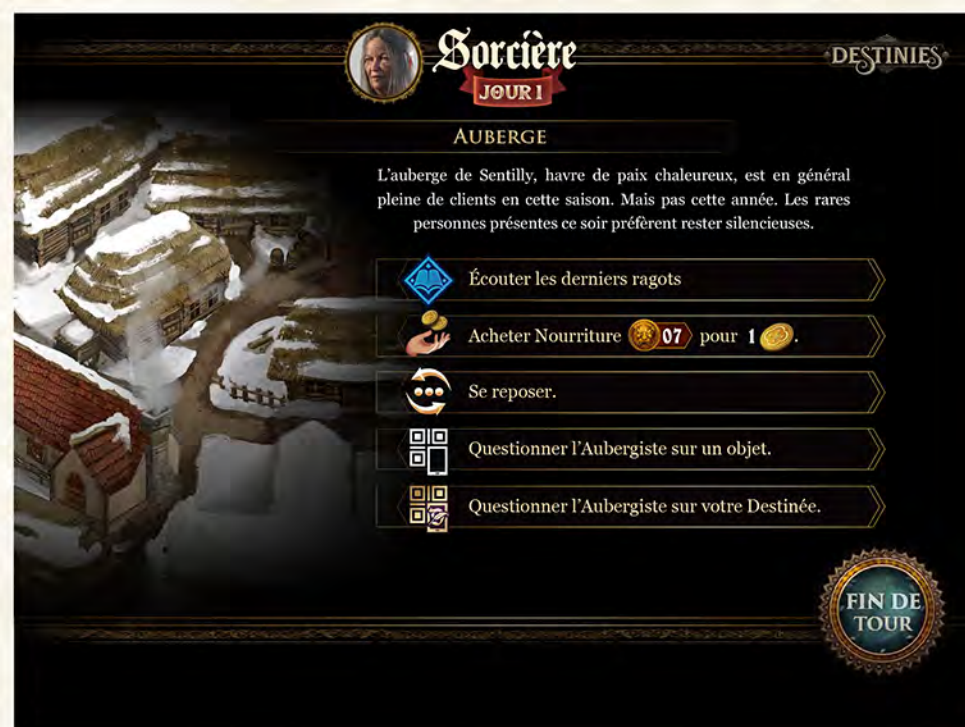 Sorcière
DESTINIES
JOUR 1
AUBERGE
L'auberge de Sentilly, havre de paix chaleureux, est en général
pleine de clients en cette saison. Mais pas cette année. Les rares
personnes présentes ce soir préfèrent rester silencieuses.
Écouter les derniers ragots
Acheter Nourriture 07 pour 1 .
Se reposer.
Questionner l'Aubergiste sur un objet.
Questionner l'Aubergiste sur votre Destinée.
FIN DE
TOUR